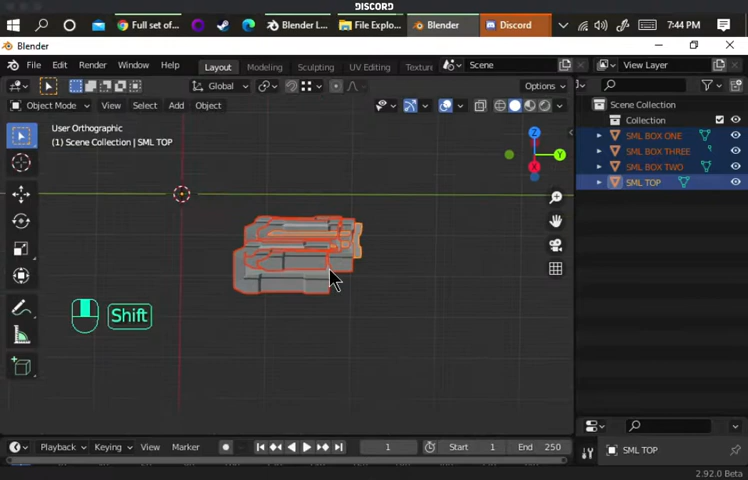 DISCORD
Full set of...
Blender L...
File Explo...
Blender
Discord
7:44 PM
Blender
File Edit Render Window Help Layout Modeling Sculpting UV Editing Textur Scene View Layer
Global Options
Object Mode View Select Add Object
User Orthographic
(1) Scene Collection | SML TOP
Z
Y
X
Shift
Scene Collection
Collection
SML BOX ONE
SML BOX THREE
SML BOX TWO
SML TOP
Playback Keying View Marker 1 Start 1 End 250
SML TOP
2.92.0 Beta